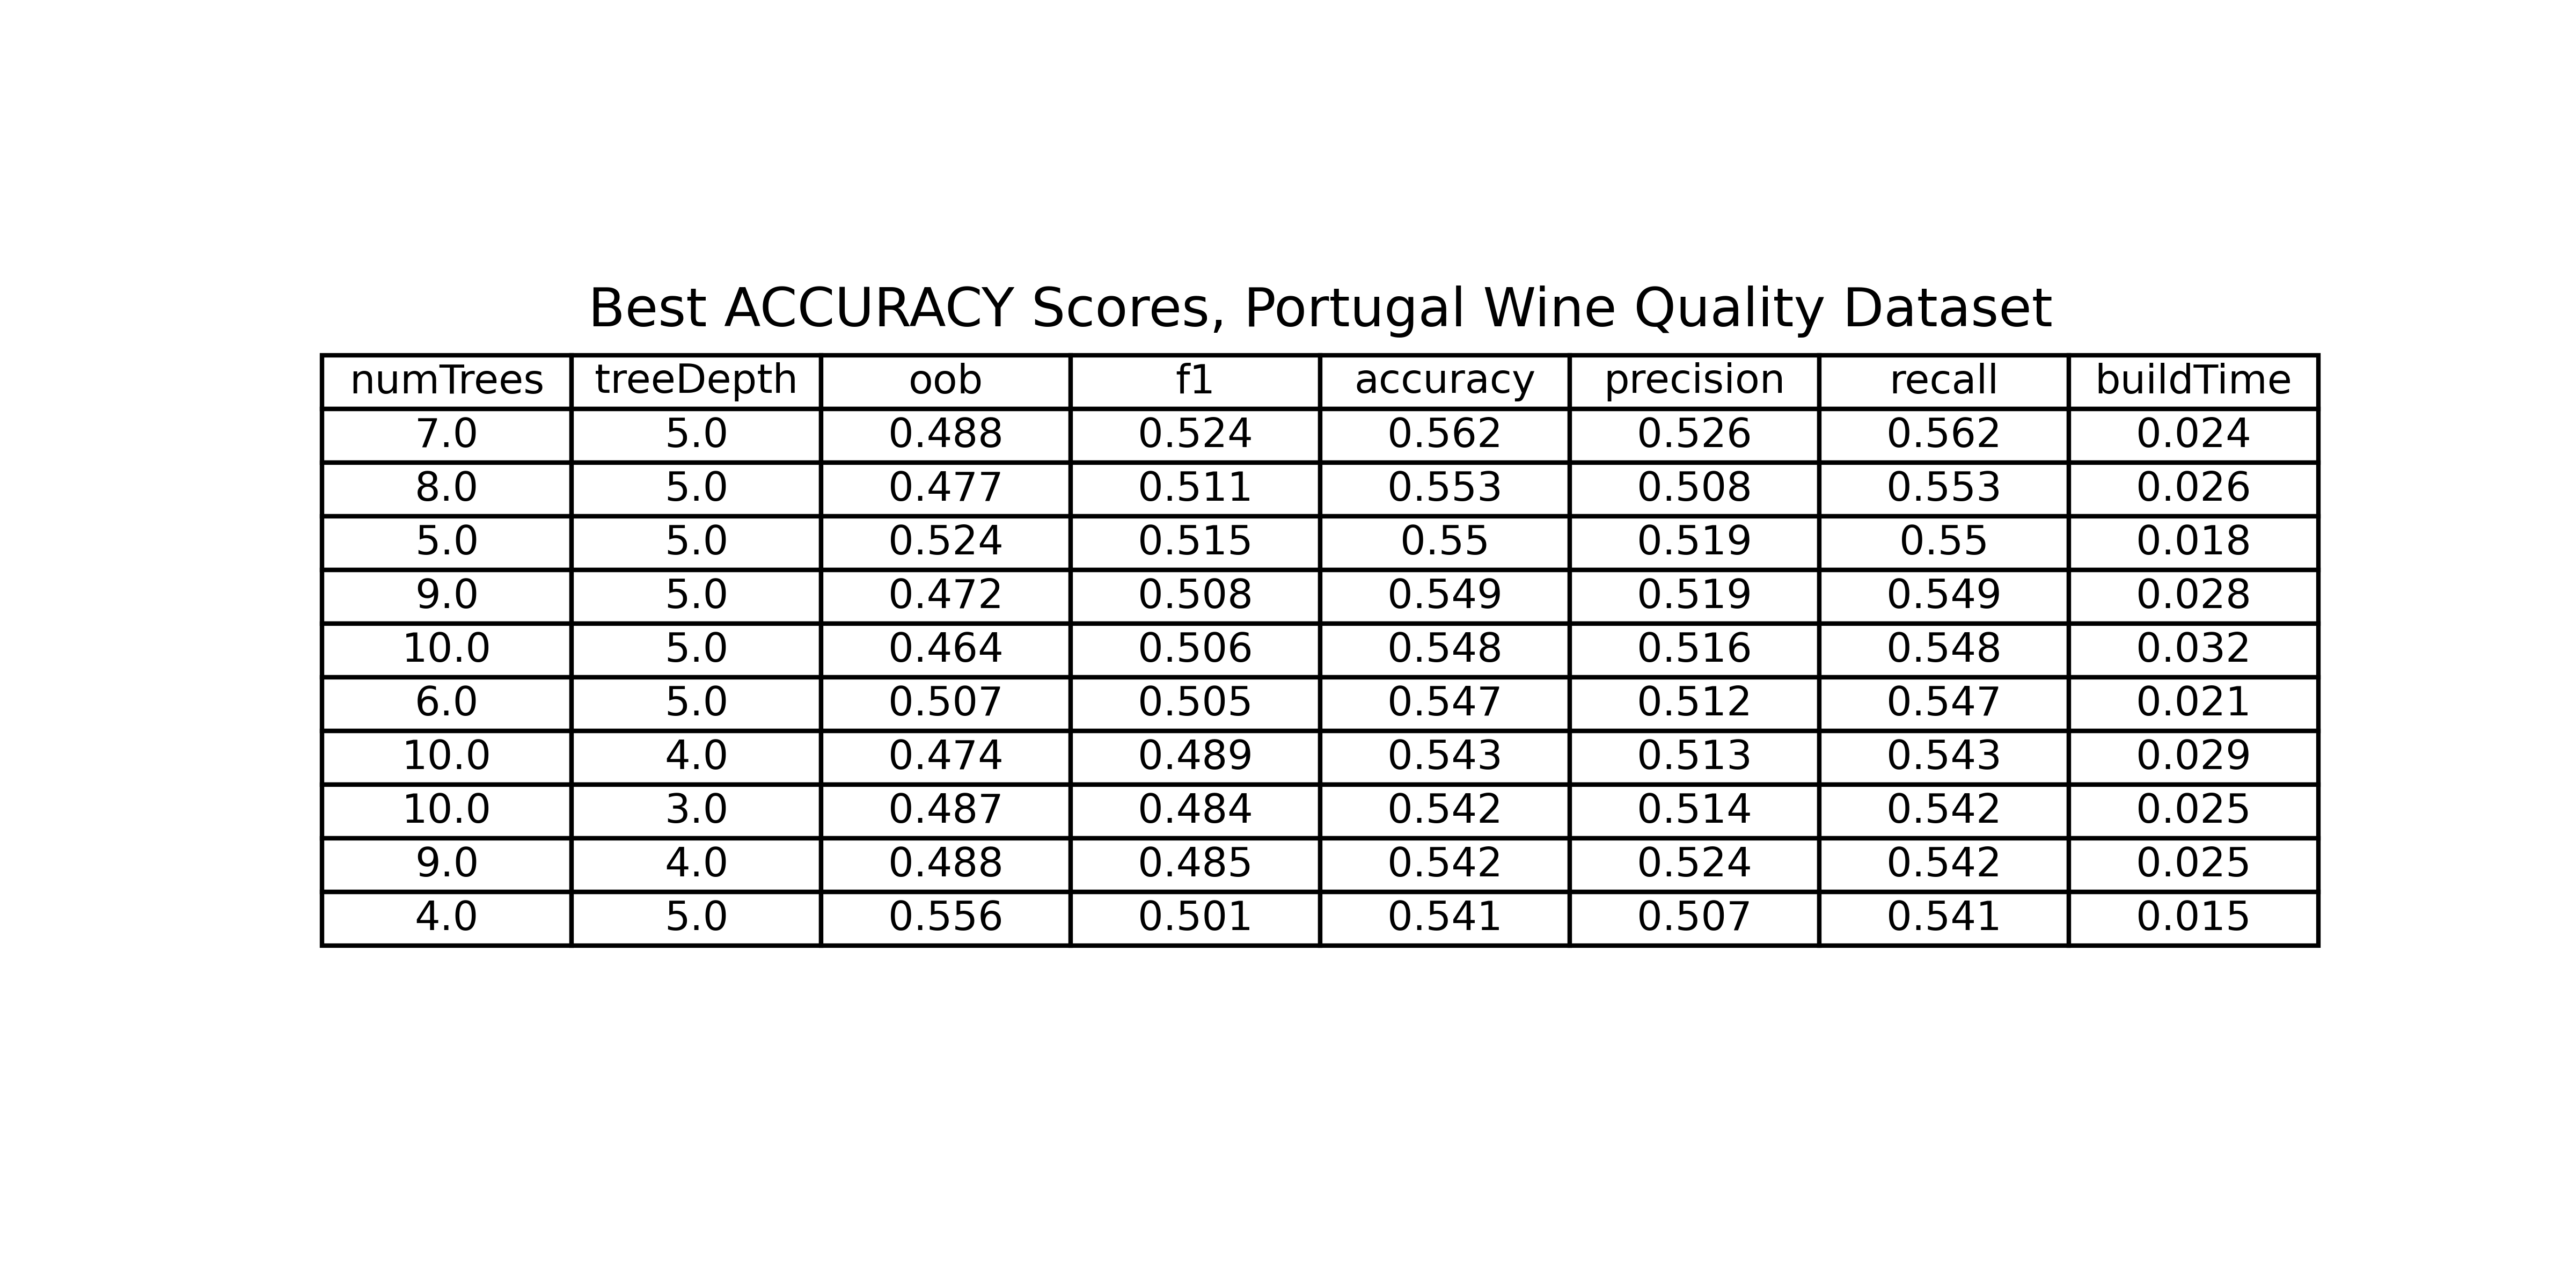 Best ACCURACY Scores, Portugal Wine Quality Dataset
numTrees treeDepth oob f1 accuracy precision recall buildTime
7.0 5.0 0.488 0.524 0.562 0.526 0.562 0.024
8.0 5.0 0.477 0.511 0.553 0.508 0.553 0.026
5.0 5.0 0.524 0.515 0.55 0.519 0.55 0.018
9.0 5.0 0.472 0.508 0.549 0.519 0.549 0.028
10.0 5.0 0.464 0.506 0.548 0.516 0.548 0.032
6.0 5.0 0.507 0.505 0.547 0.512 0.547 0.021
10.0 4.0 0.474 0.489 0.543 0.513 0.543 0.029
10.0 3.0 0.487 0.484 0.542 0.514 0.542 0.025
9.0 4.0 0.488 0.485 0.542 0.524 0.542 0.025
4.0 5.0 0.556 0.501 0.541 0.507 0.541 0.015